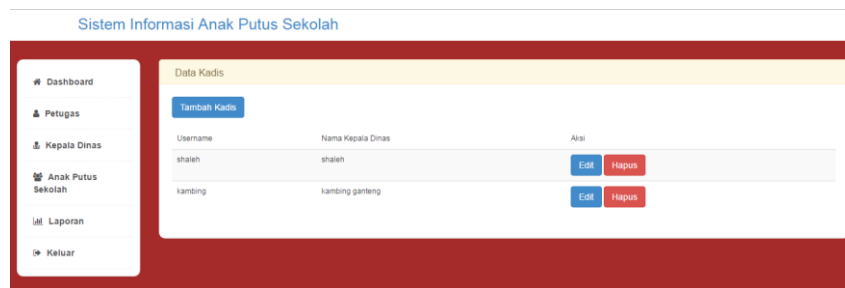 Sistem Informasi Anak Putus Sekolah
Dashboard
Petugas
Kepala Dinas
Anak Putus
Sekolah
Laporan
Keluar
Data Kadis
Tambah Kadis
Username Nama Kepala Dinas Aksi
shaleh shaleh Edit Hapus
kambing kambing ganteng Edit Hapus